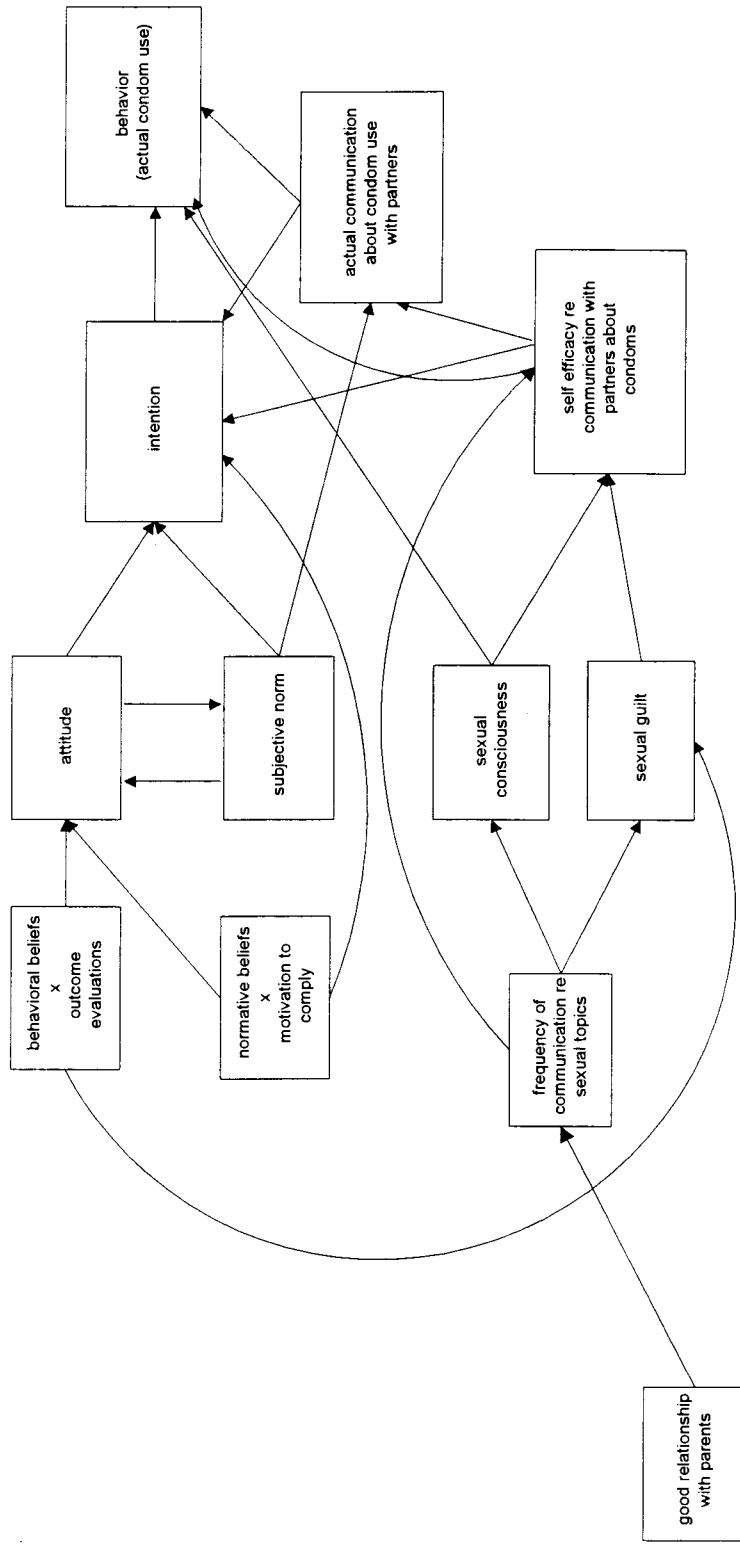 behavioral beliefs
x
outcome
evaluations
normative beliefs
x
motivation to
comply
attitude
subjective norm
intention
behavior
(actual condom use)
actual communication
about condom use
with partners
good relationship
with parents
frequency of
communication re
sexual topics
sexual
consciousness
sexual guilt
self efficacy re
communication with
partners about
condoms